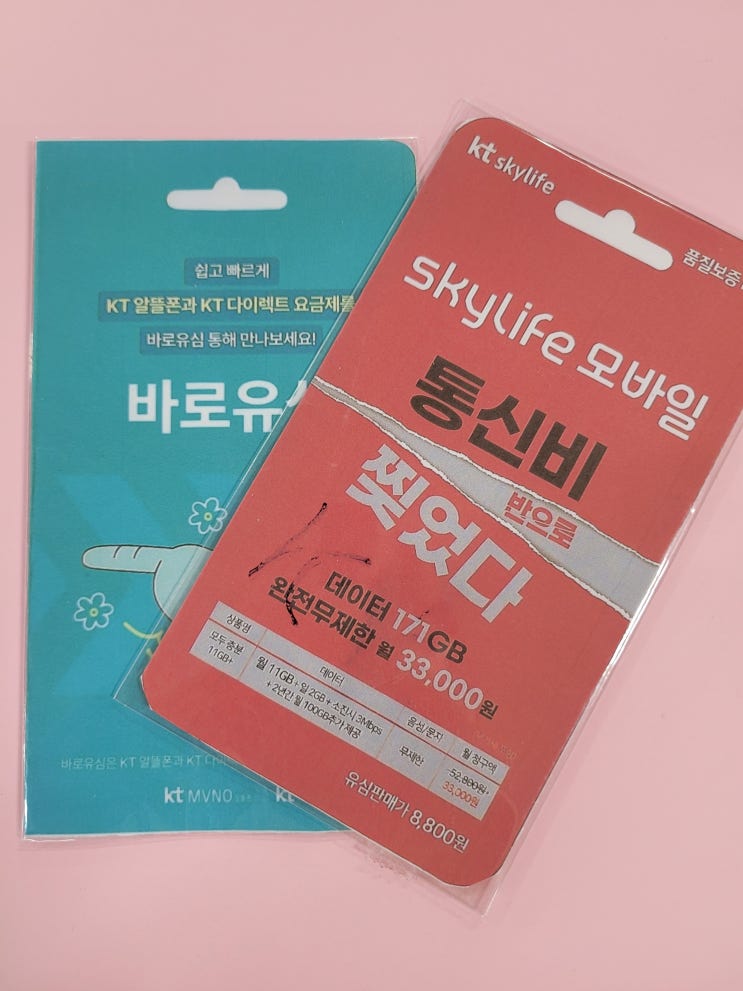 쉽고 빠르게
KT 알뜰폰과 KT 다이렉트 요금제를
바로유심 통해 만나보세요!
바로유심
바로유심은 KT 알뜰폰과 KT
kt MVNO
kt
kt skylife
품질보증
skylife 모바일
통신비
반으로
찢었다
데이터 171GB
완전무제한 월 33,000원
상품명 데이터 음성/문자 월 청구액
모두 충분 11GB+
월 11GB+일 2GB+소진시 3Mbps
+ 2년간 월 100GB추가 제공
무제한
52,800원
33,000원
유심판매가 8,800원